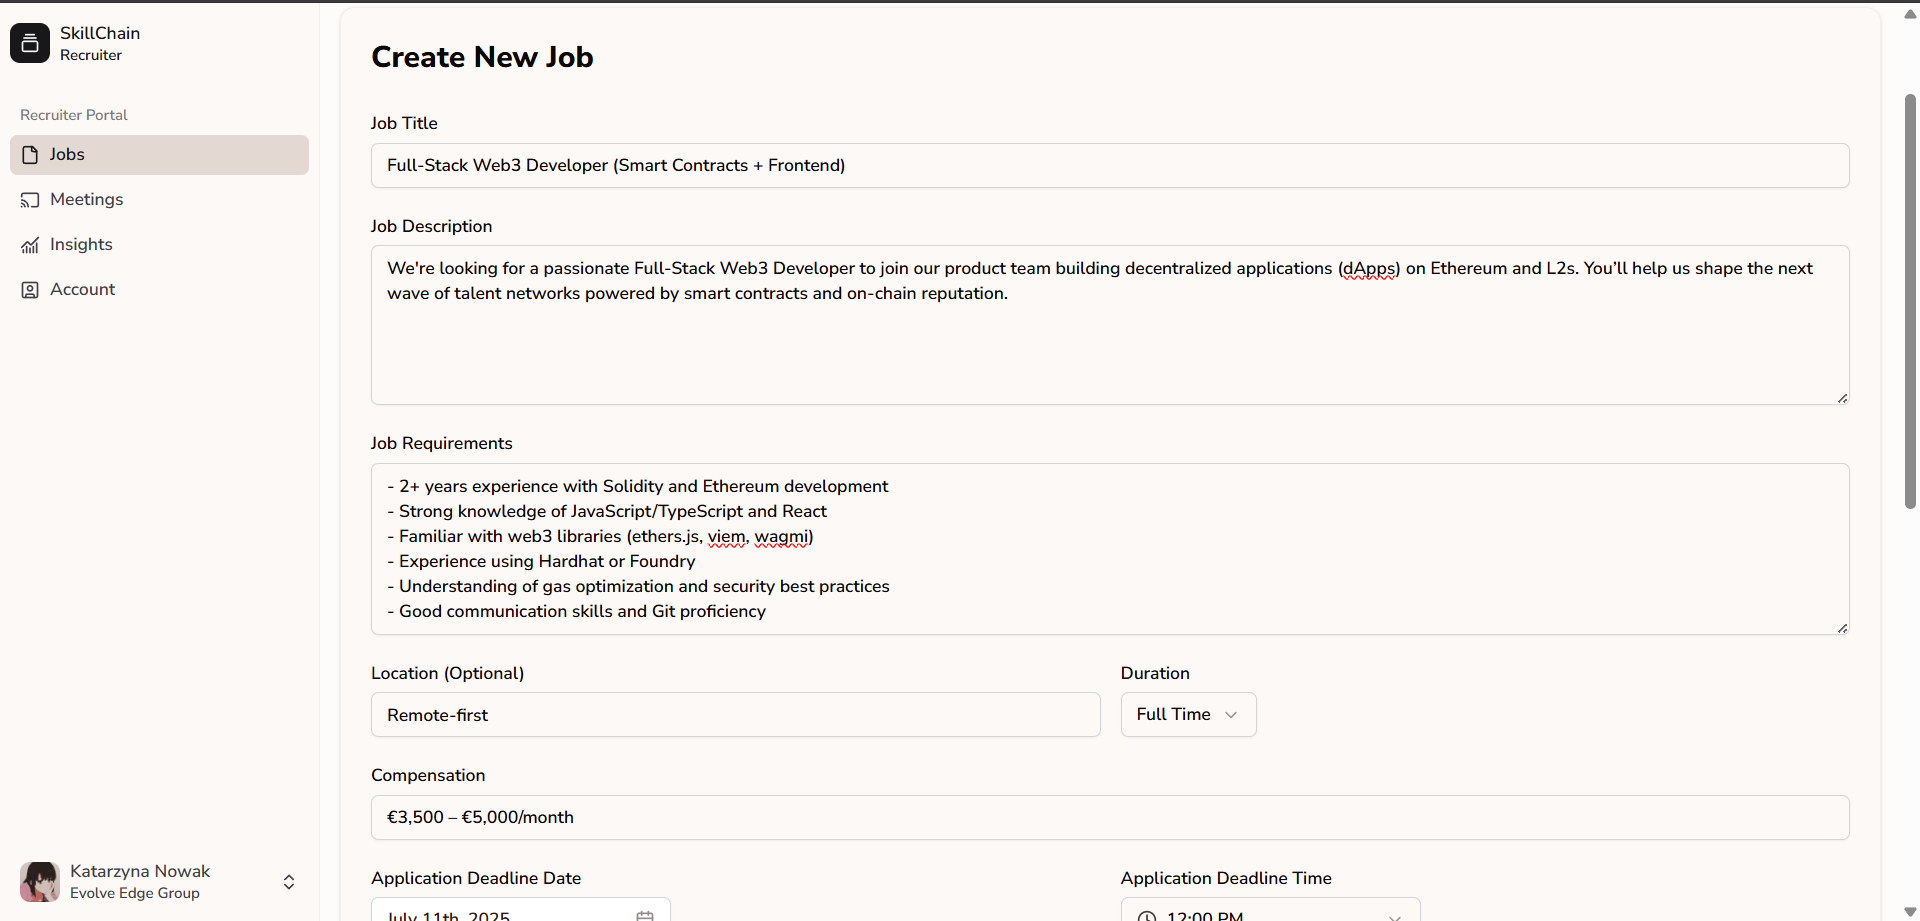 SkillChain
Recruiter
Recruiter Portal
Jobs
Meetings
Insights
Account
Katarzyna Nowak
Evolve Edge Group
Create New Job
Job Title
Full-Stack Web3 Developer (Smart Contracts + Frontend)
Job Description
We're looking for a passionate Full-Stack Web3 Developer to join our product team building decentralized applications (dApps) on Ethereum and L2s. You’ll help us shape the next
wave of talent networks powered by smart contracts and on-chain reputation.
Job Requirements
- 2+ years experience with Solidity and Ethereum development
- Strong knowledge of JavaScript/TypeScript and React
- Familiar with web3 libraries (ethers.js, viem, wagmi)
- Experience using Hardhat or Foundry
- Understanding of gas optimization and security best practices
- Good communication skills and Git proficiency
Location (Optional)
Remote-first
Duration
Full Time
Compensation
€3,500 – €5,000/month
Application Deadline Date
July 11th, 2025
Application Deadline Time
12:00 PM